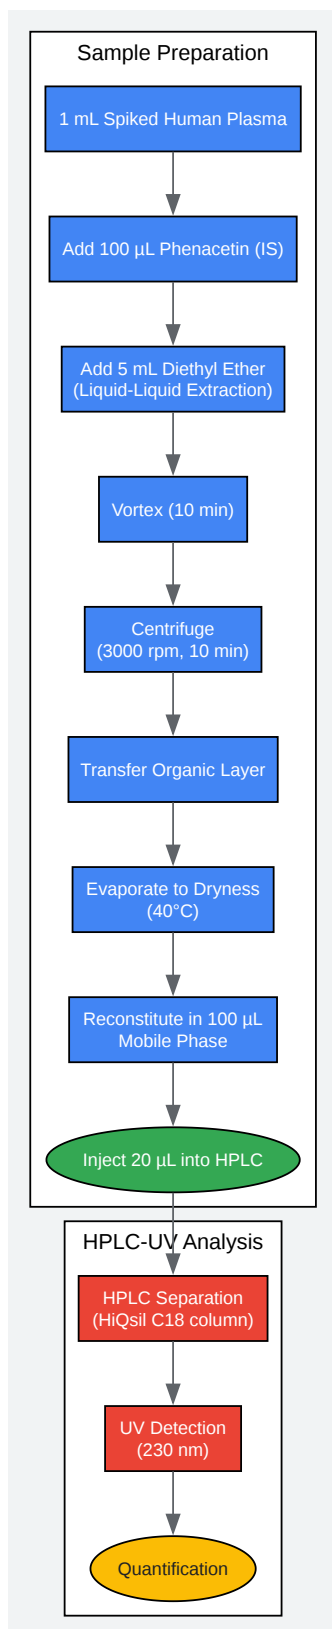 Sample Preparation
1 mL Spiked Human Plasma
Add 100 µL Phenacetin (IS)
Add 5 mL Diethyl Ether
(Liquid-Liquid Extraction)
Vortex (10 min)
Centrifuge
(3000 rpm, 10 min)
Transfer Organic Layer
Evaporate to Dryness
(40°C)
Reconstitute in 100 µL
Mobile Phase
Inject 20 µL into HPLC
HPLC-UV Analysis
HPLC Separation
(HiQsil C18 column)
UV Detection
(230 nm)
Quantification